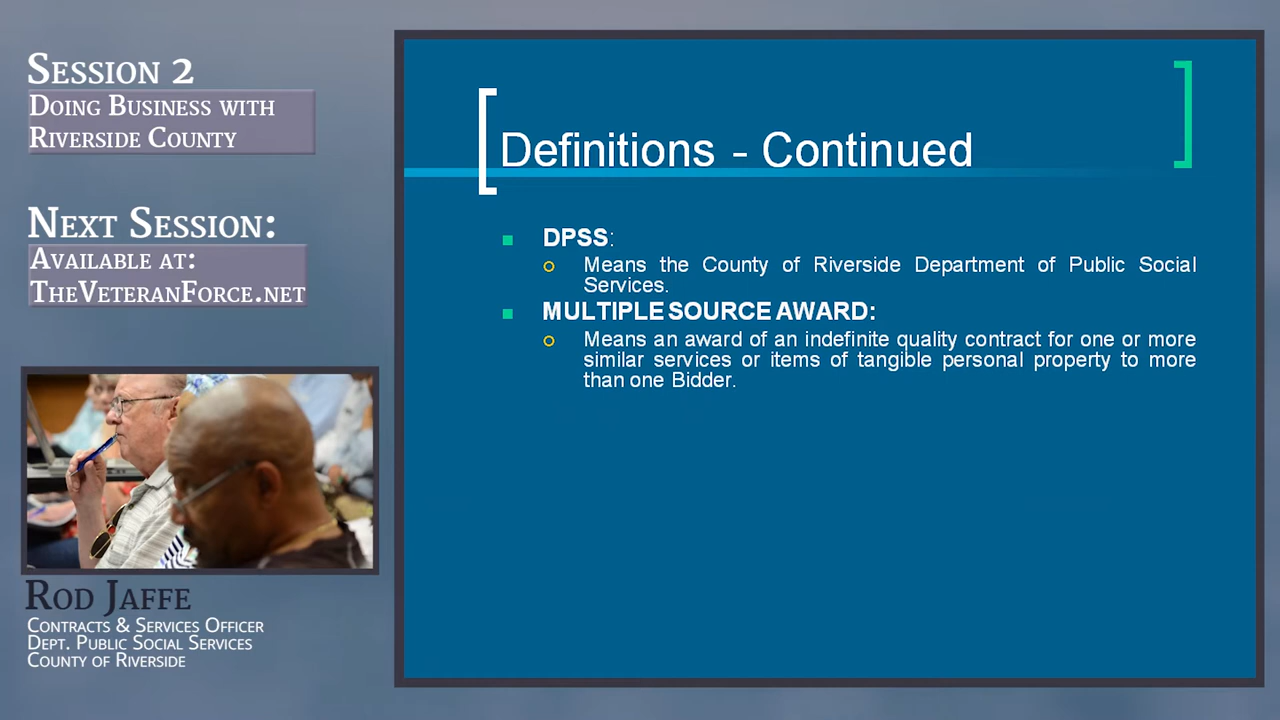 Session 2
Doing Business with
Riverside County
Next Session:
Available at:
TheVeteranForce.net
Rod Jaffe
Contracts & Services Officer
Dept. Public Social Services
County of Riverside
Definitions - Continued
DPSS:
Means the County of Riverside Department of Public Social
Services.
MULTIPLE SOURCE AWARD:
Means an award of an indefinite quality contract for one or more
similar services or items of tangible personal property to more
than one Bidder.